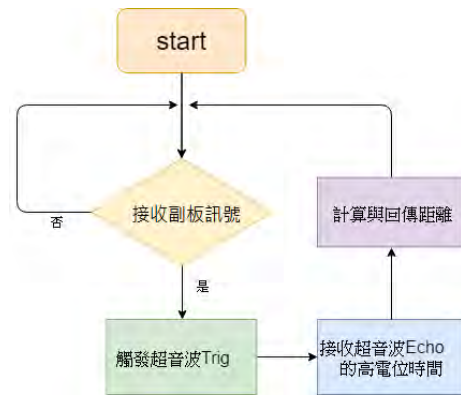 start
接收副板訊號
否
是
觸發超音波Trig
接收超音波Echo
的高電位時間
計算與回傳距離